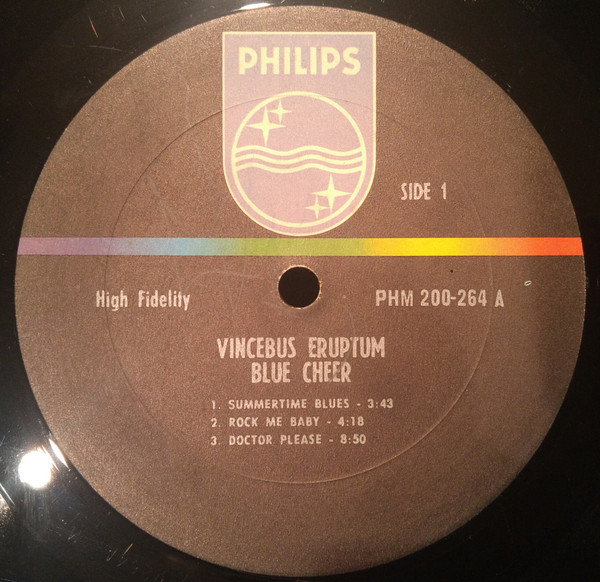 PHILIPS
SIDE 1
High Fidelity
PHM 200-264 A
VINCEBUS ERUPTUM
BLUE CHEER
1. SUMMERTIME BLUES - 3:43
2. ROCK ME BABY - 4:18
3. DOCTOR PLEASE - 8:50